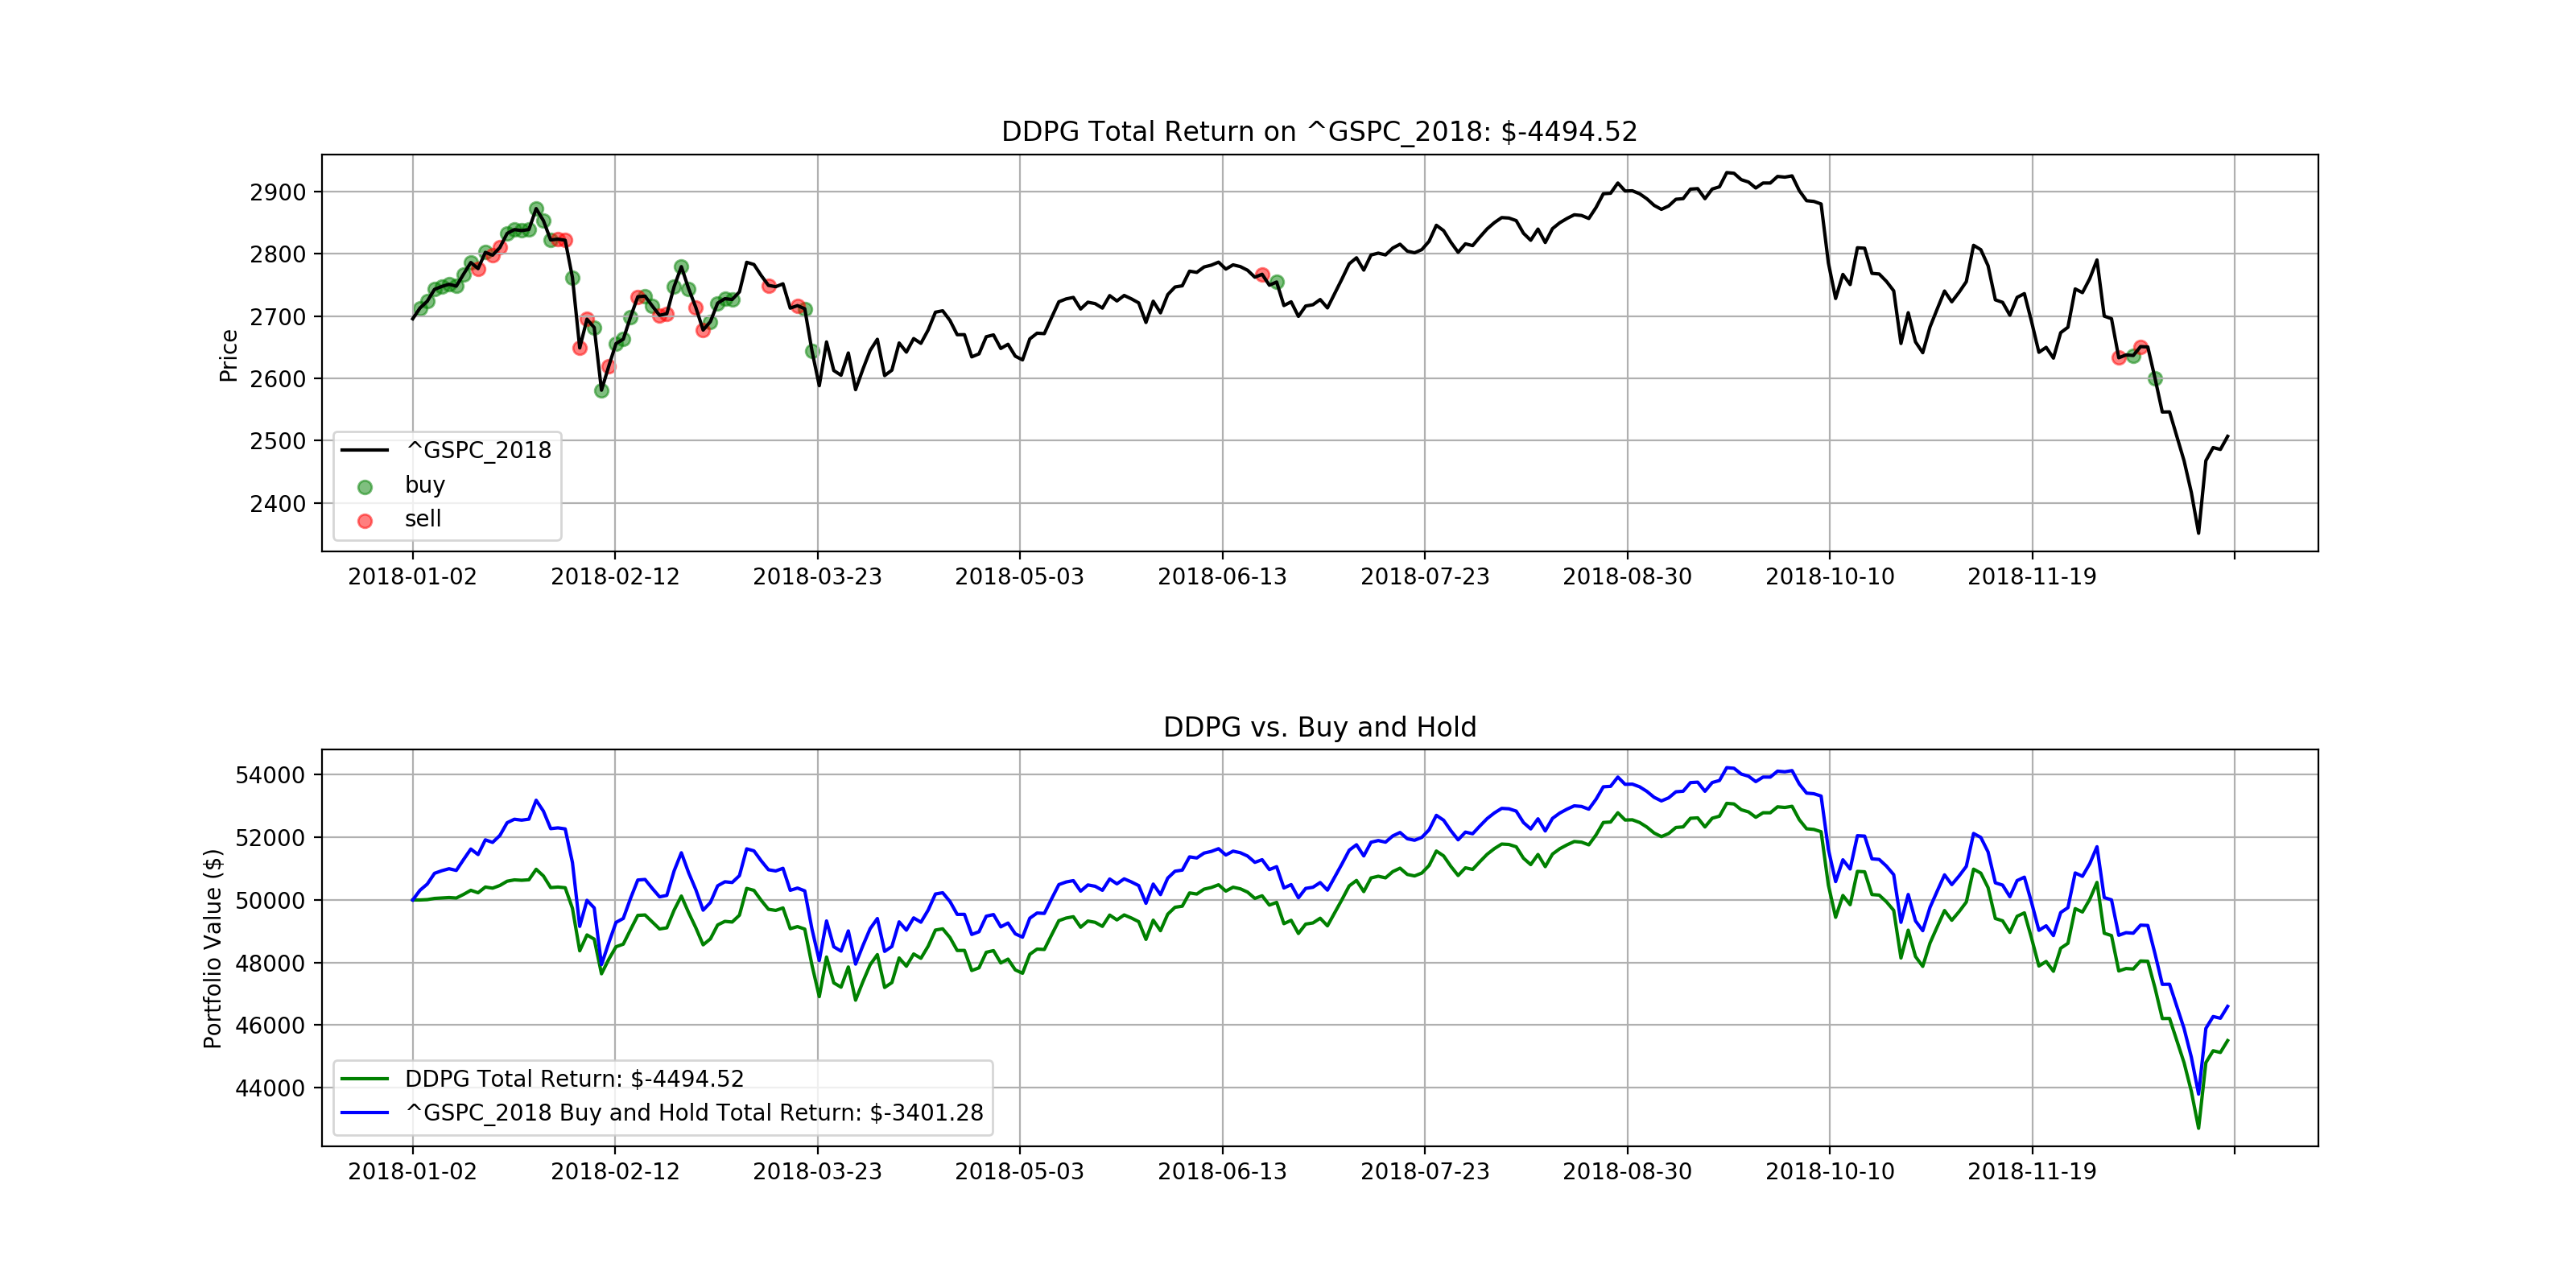 DDPG Total Return on ^GSPC_2018: $-4494.52
Price
2900
2800
2700
2600
2500
2400
^GSPC_2018
buy
sell
2018-01-02 2018-02-12 2018-03-23 2018-05-03 2018-06-13 2018-07-23 2018-08-30 2018-10-10 2018-11-19
DDPG vs. Buy and Hold
Portfolio Value ($)
54000
52000
50000
48000
46000
44000
DDPG Total Return: $-4494.52
^GSPC_2018 Buy and Hold Total Return: $-3401.28
2018-01-02 2018-02-12 2018-03-23 2018-05-03 2018-06-13 2018-07-23 2018-08-30 2018-10-10 2018-11-19